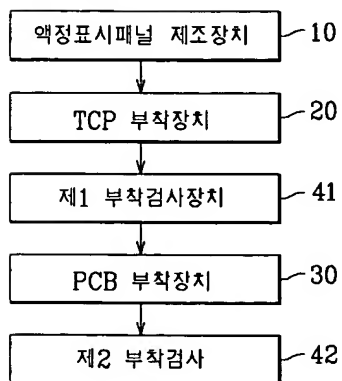 액정표시패널 제조장치 10
TCP 부착장치 20
제1 부착검사장치 41
PCB 부착장치 30
제2 부착검사 42